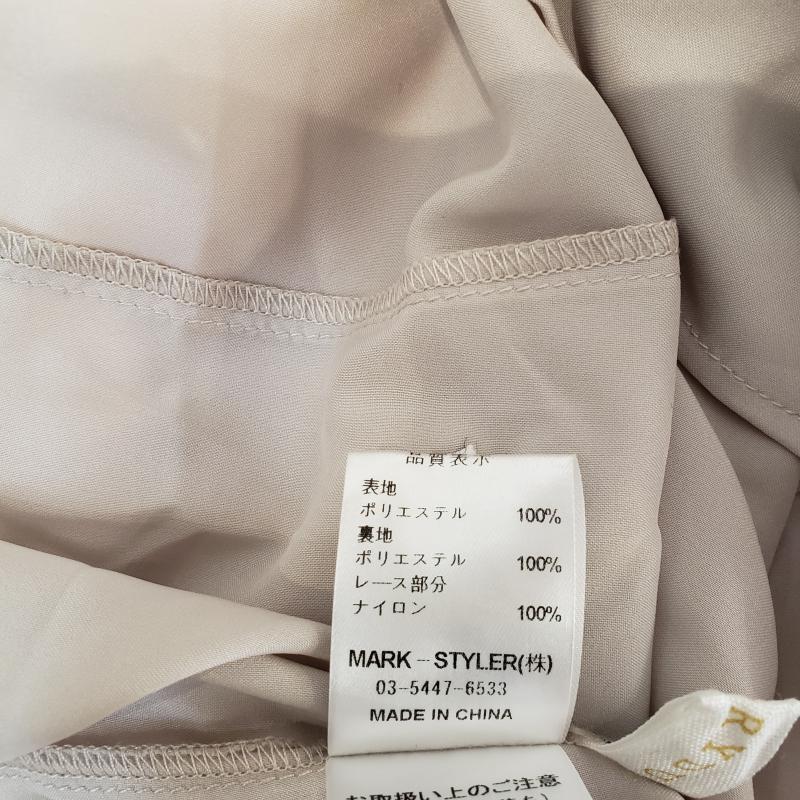 品質表示
表地
ポリエステル 100%
裏地
ポリエステル 100%
レース部分
ナイロン 100%
MARK-STYLER(株)
03-5447-6533
MADE IN CHINA
お取扱い上のご注意
RY